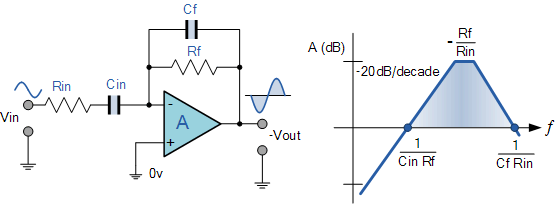 Cf
Rf
Rin
Cin
Vin
-
A
+
0v
-Vout
A (dB)
- Rf
Rin
-20dB/decade
f
1
Cin Rf
1
Cf Rin